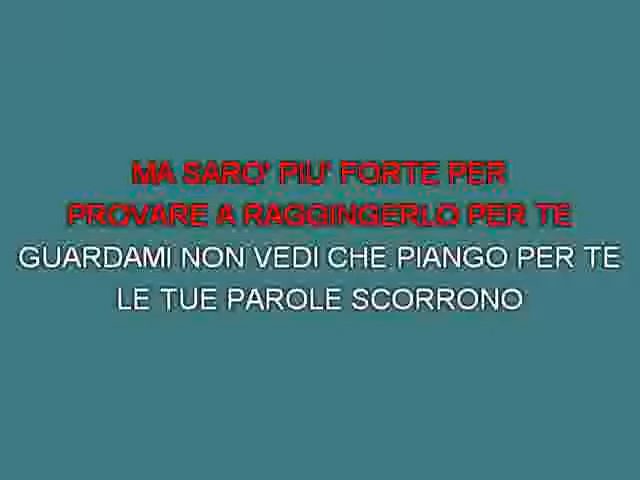 MA SARO' PIU' FORTE PER
PROVARE A RAGGINGERLO PER TE
GUARDAMI NON VEDI CHE PIANGO PER TE
LE TUE PAROLE SCORRONO